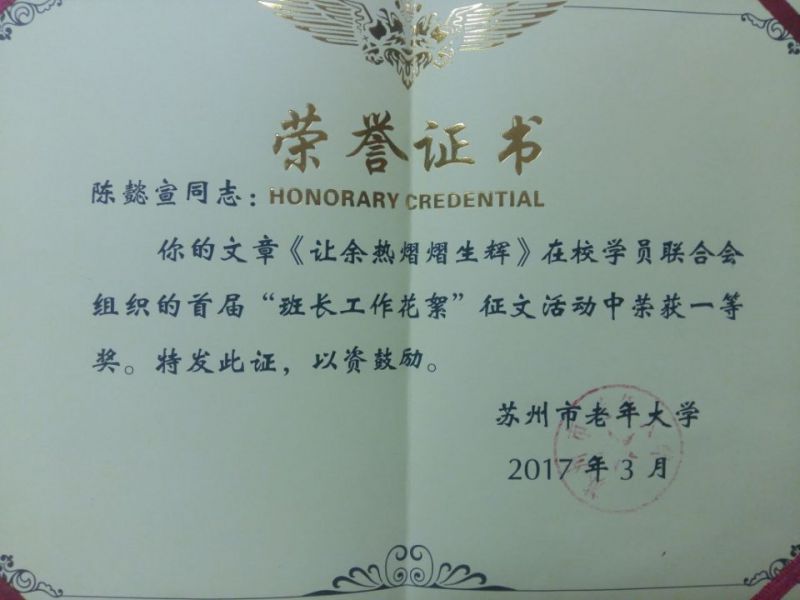 荣誉证书
HONORARY CREDENTIAL
陈懿宣同志：
你的文章《让余热熠熠生辉》在校学员联合会
组织的首届“班长工作花絮”征文活动中荣获一等
奖。特发此证，以资鼓励。
苏州市老年大学
2017年3月